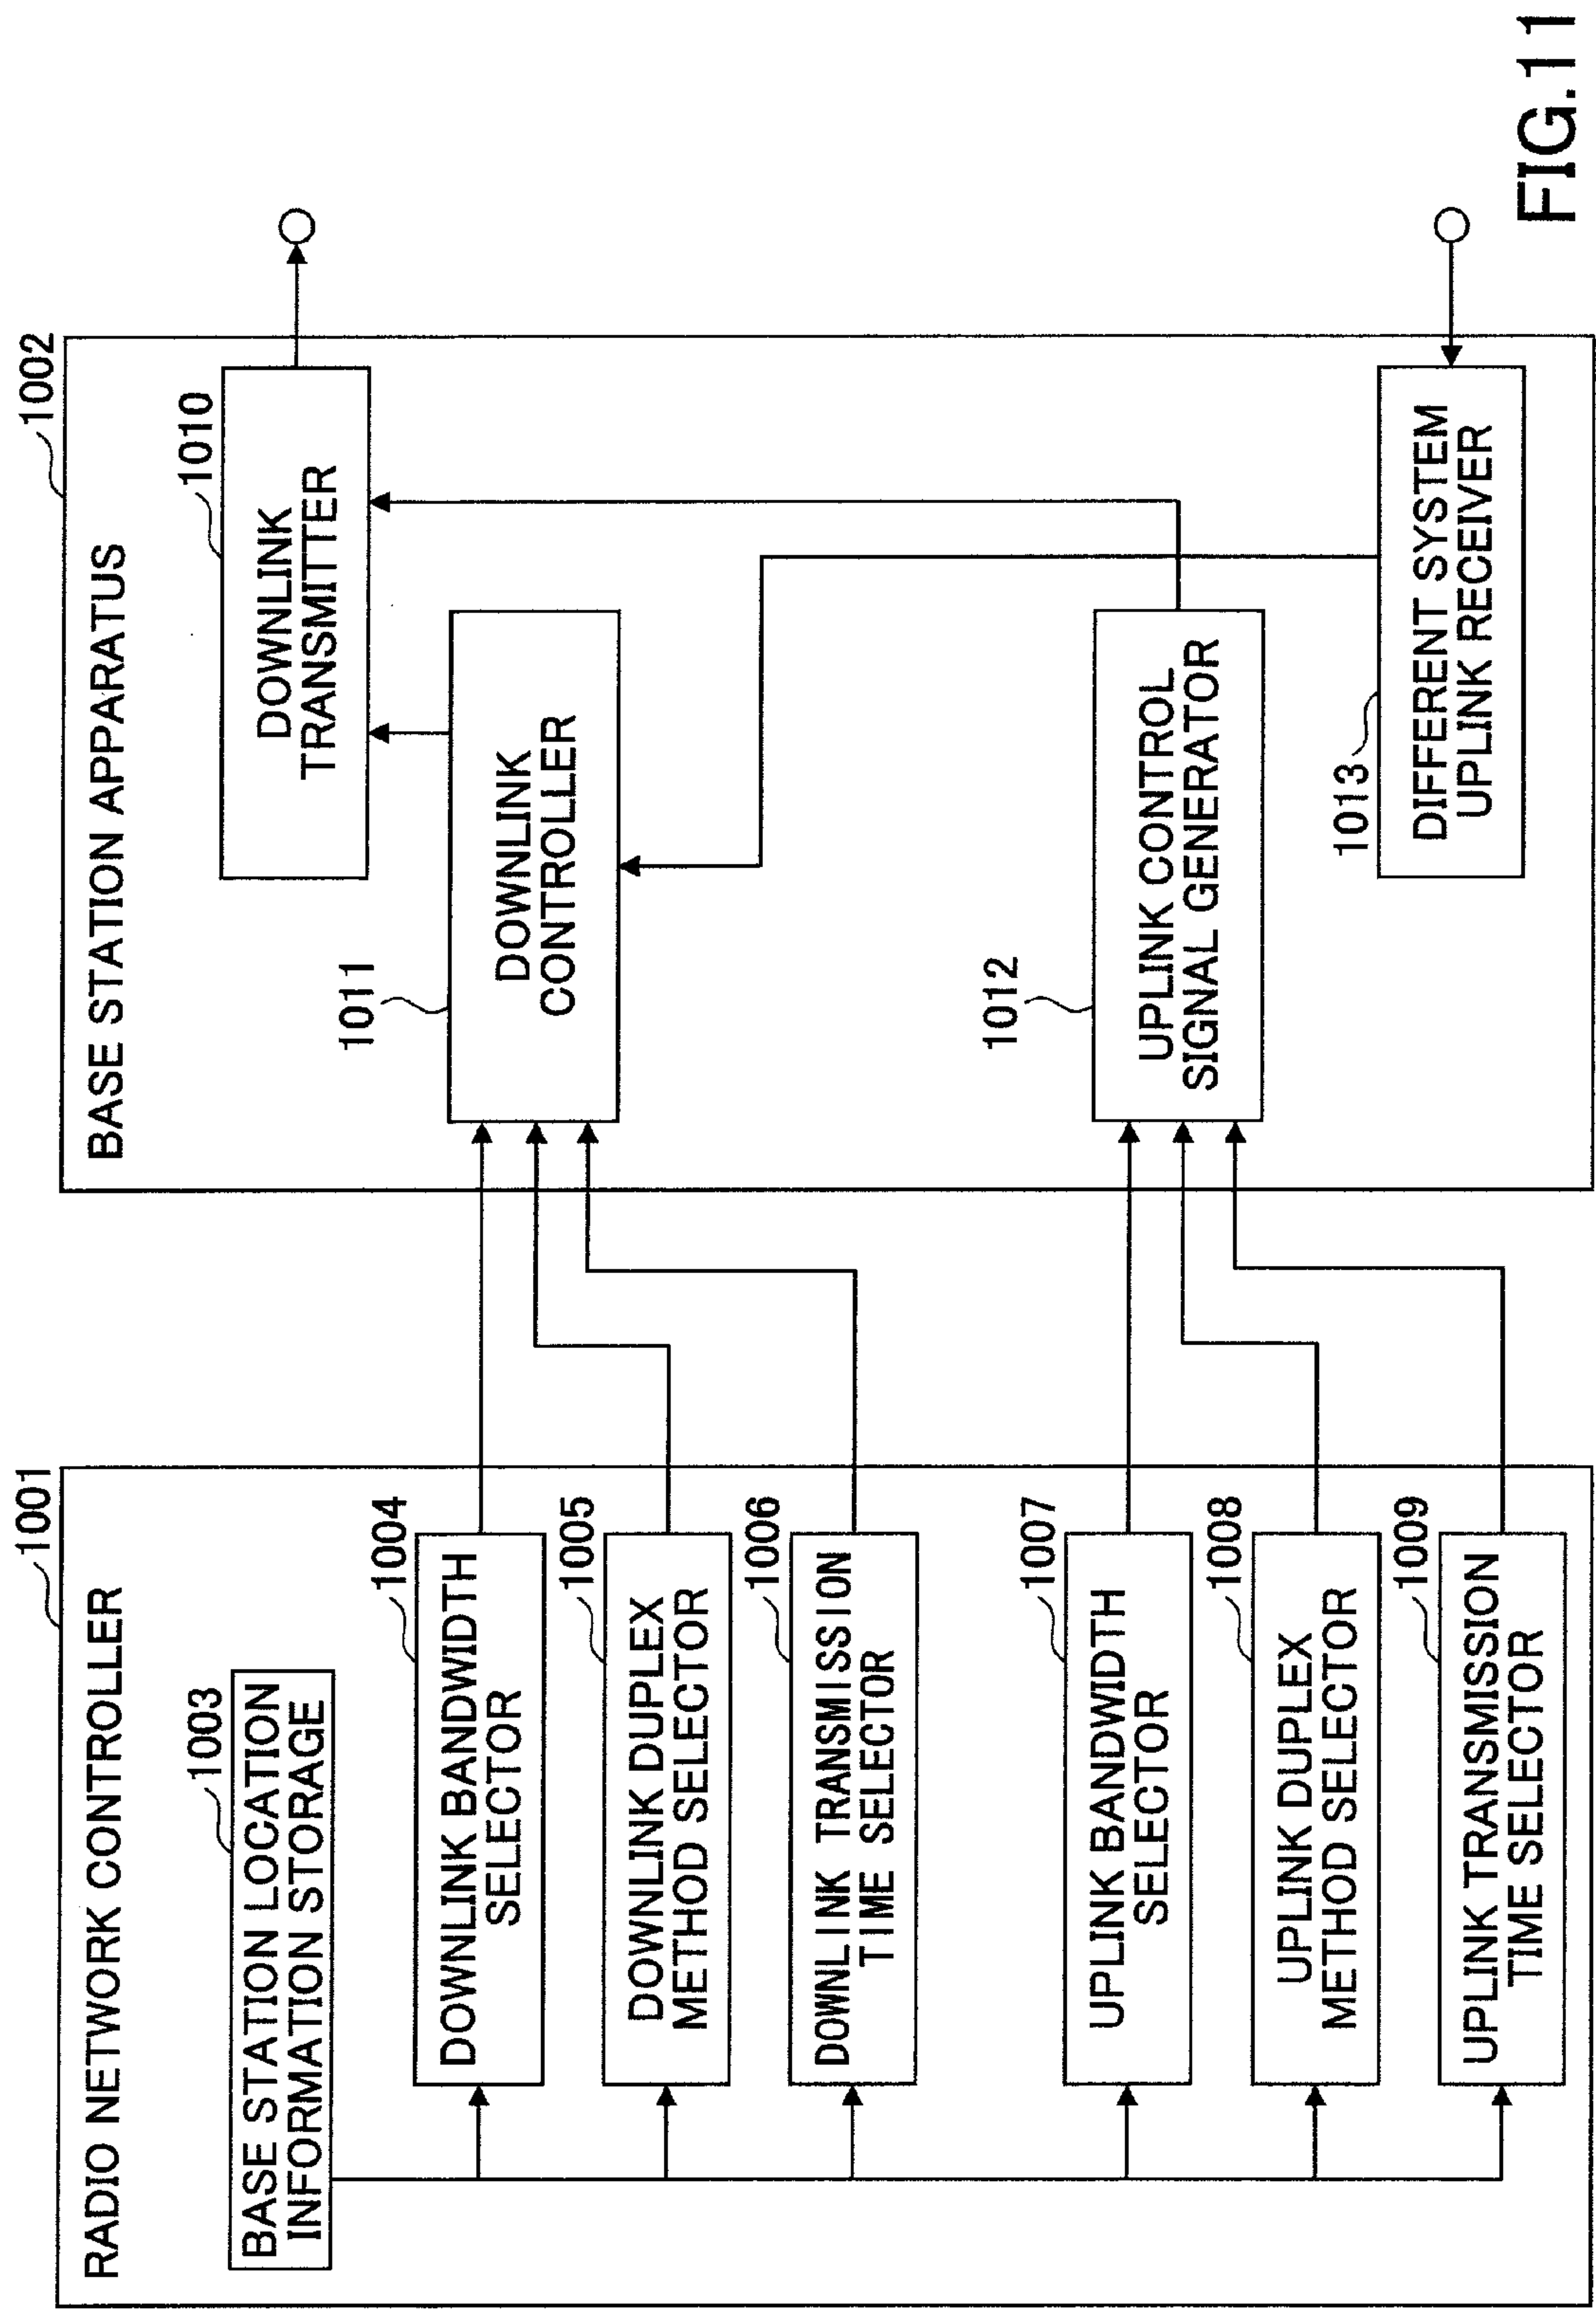 RADIO NETWORK CONTROLLER
1001
BASE STATION LOCATION
INFORMATION STORAGE
1003
DOWNLINK BANDWIDTH
SELECTOR
1004
DOWNLINK DUPLEX
METHOD SELECTOR
1005
DOWNLINK TRANSMISSION
TIME SELECTOR
1006
UPLINK BANDWIDTH
SELECTOR
1007
UPLINK DUPLEX
METHOD SELECTOR
1008
UPLINK TRANSMISSION
TIME SELECTOR
1009
BASE STATION APPARATUS
1002
DOWNLINK
TRANSMITTER
1010
1011
DOWNLINK
CONTROLLER
1012
UPLINK CONTROL
SIGNAL GENERATOR
1013
DIFFERENT SYSTEM
UPLINK RECEIVER
FIG.11